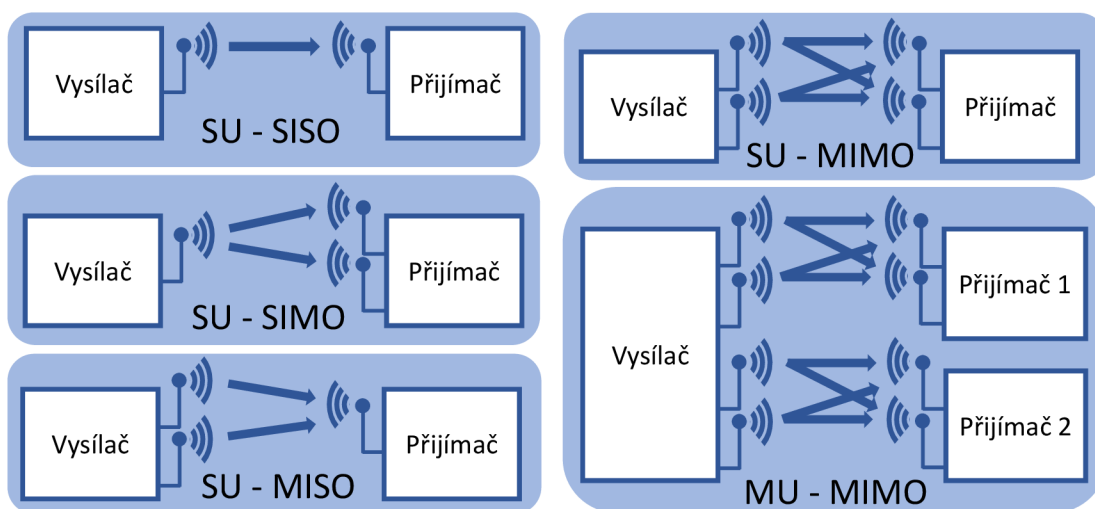 Vysílač
Přijímač
SU - SISO
Vysílač
Přijímač
SU - SIMO
Vysílač
Přijímač
SU - MISO
Vysílač
Přijímač
SU - MIMO
Vysílač
Přijímač 1
Přijímač 2
MU - MIMO